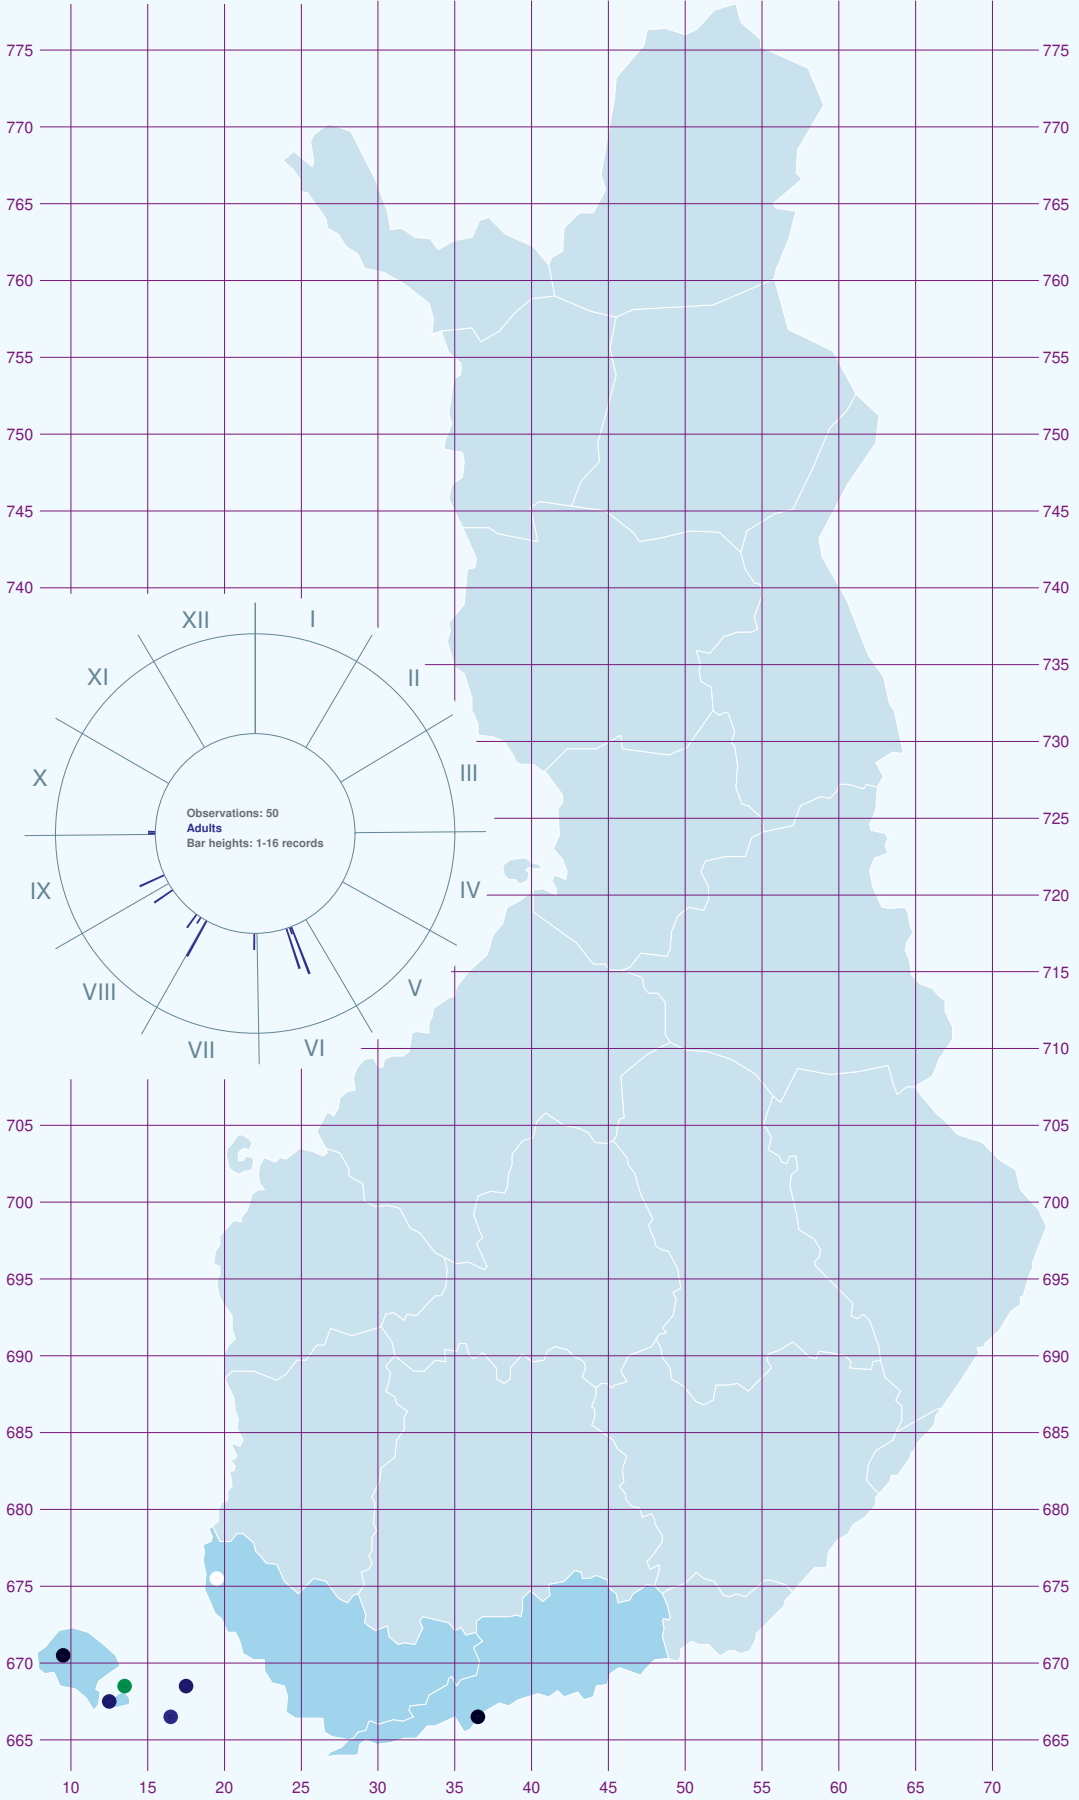 775 775
770 770
765 765
760 760
755 755
750 750
745 745
740 740
XII I
XI II
735
730
X III
Observations: 50
725
Adults
Bar heights: 1-16 records
IX IV
720
VIII V
715
VII VI
710
705 705
700 700
695 695
690 690
685 685
680 680
675 675
670 670
665 665
10 15 20 25 30 35 40 45 50 55 60 65 70